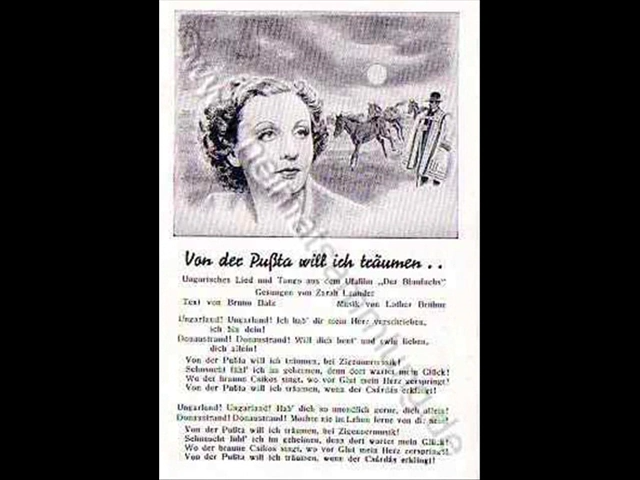 Von der Pußta will ich träumen . .
Ungarisches Lied und Tango aus dem Ufafilm „Der Blaufuchs"
Gesungen von Zarah Leander
Text von Bruno Balz Musik von Lothar Brühne
Ungarland! Ungarland! Ich hab' dir mein Herz verschrieben,
ich bin dein!
Donaustrand! Donaustrand! Will dich heut' und ewig lieben,
dich allein!
Von der Pußta will ich träumen, bei Zigeunermusik!
Sehnsucht fühl' ich im geheimen, denn dort wartet mein Glück!
Wo der braune Csikos singt, wo vor Glut mein Herz zerspringt!
Von der Pußta will ich träumen, wenn der Csárdás erklingt!
Ungarland! Ungarland! Hab' dich so unendlich gerne, dich allein!
Donaustrand! Donaustrand! Möchte nie im Leben ferne von dir sein!
Von der Pußta will ich träumen, bei Zigeunermusik!
Sehnsucht fühl' ich im geheimen, denn dort wartet mein Glück!
Wo der braune Csikos singt, wo vor Glut mein Herz zerspringt!
Von der Pußta will ich träumen, wenn der Csárdás erklingt!
www.heimatsammlung.de